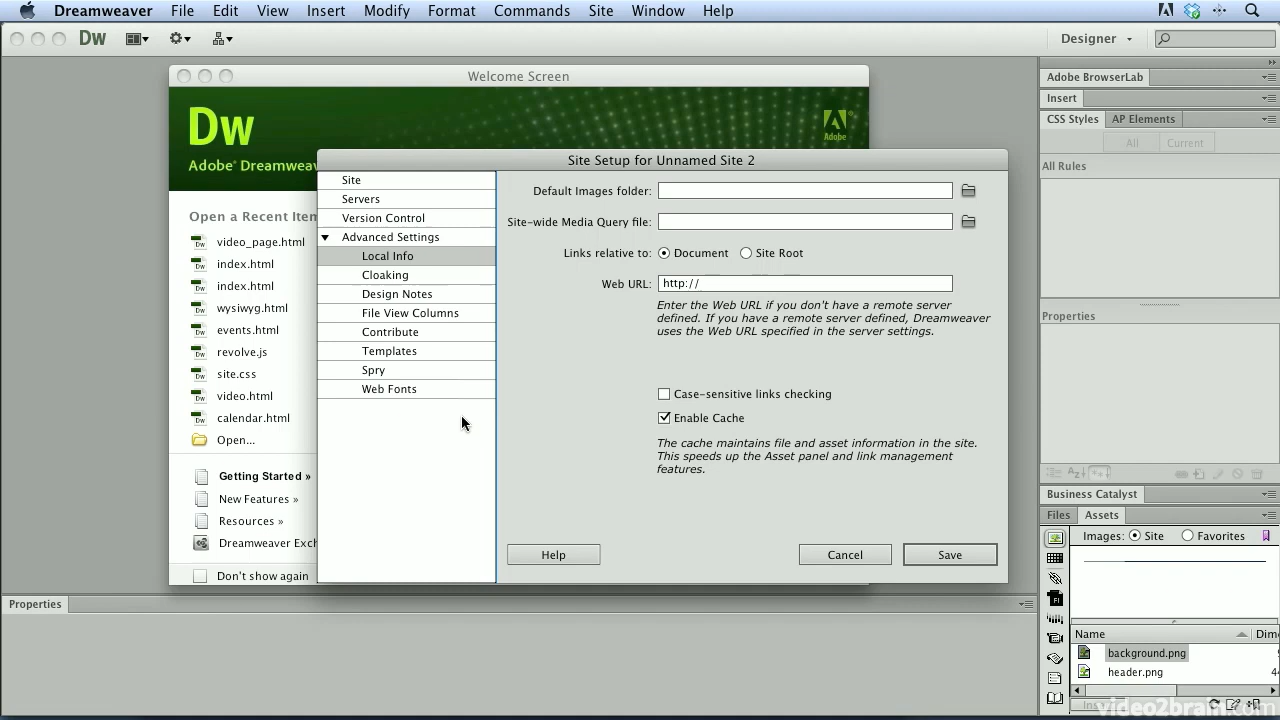 Dreamweaver File Edit View Insert Modify Format Commands Site Window Help
Dw
Designer
Welcome Screen
Dw
Adobe® Dreamweav
Adobe
Open a Recent Item
video_page.html
index.html
index.html
wysiwyg.html
events.html
revolve.js
site.css
video.html
calendar.html
Open...
Getting Started »
New Features »
Resources »
Dreamweaver Exch
Don't show again
Site Setup for Unnamed Site 2
Site
Servers
Version Control
Advanced Settings
Local Info
Cloaking
Design Notes
File View Columns
Contribute
Templates
Spry
Web Fonts
Default Images folder:
Site-wide Media Query file:
Links relative to: Document Site Root
Web URL: http://
Enter the Web URL if you don't have a remote server
defined. If you have a remote server defined, Dreamweaver
uses the Web URL specified in the server settings.
Case-sensitive links checking
Enable Cache
The cache maintains file and asset information in the site.
This speeds up the Asset panel and link management
features.
Help Cancel Save
Adobe BrowserLab
Insert
CSS Styles AP Elements
All Current
All Rules
Properties
Business Catalyst
Files Assets
Images: Site Favorites
Name Dime
background.png
header.png
Properties
video2brain.com